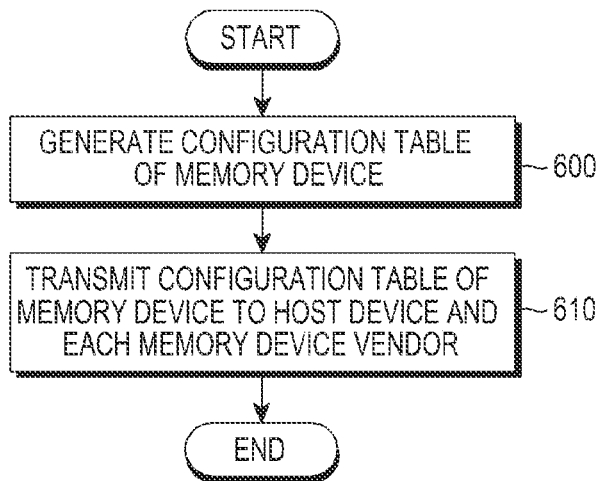 START
GENERATE CONFIGURATION TABLE
OF MEMORY DEVICE
600
TRANSMIT CONFIGURATION TABLE OF
MEMORY DEVICE TO HOST DEVICE AND
EACH MEMORY DEVICE VENDOR
610
END